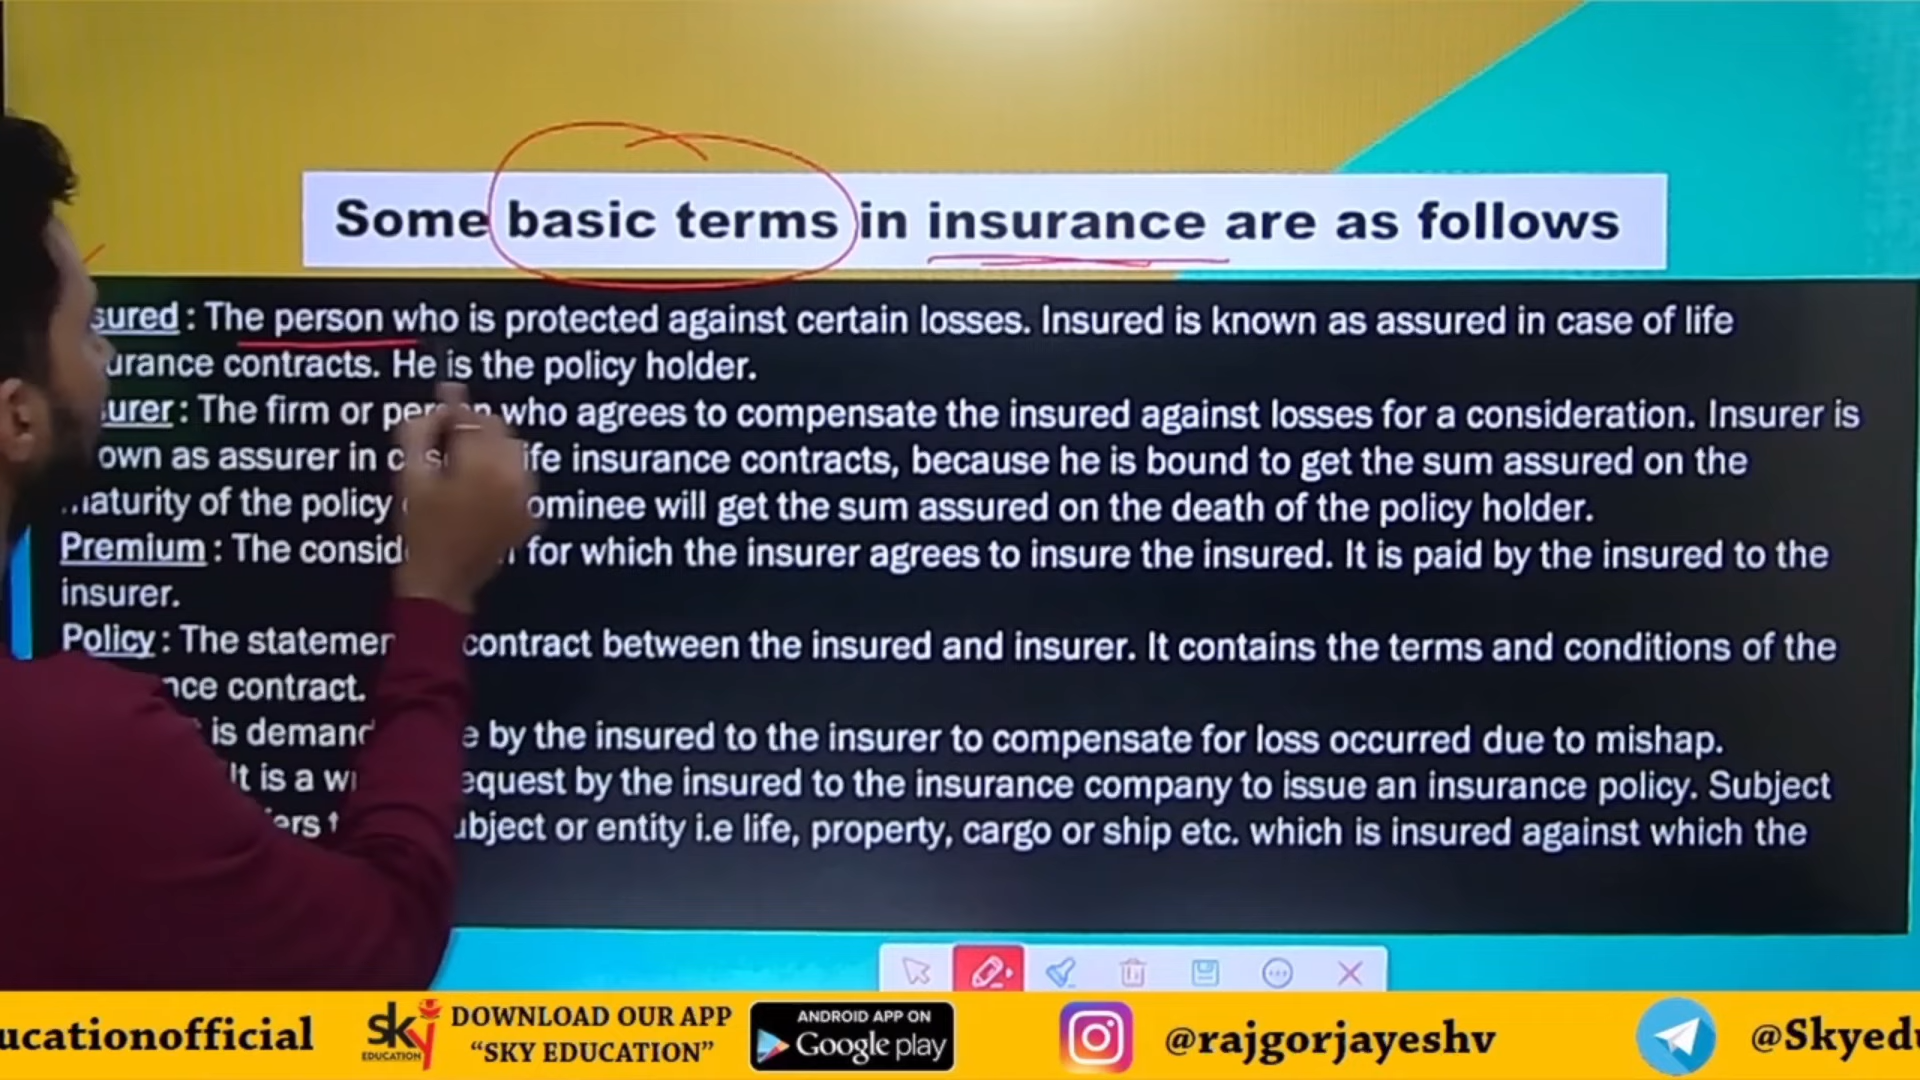 Some basic terms in insurance are as follows
sured : The person who is protected against certain losses. Insured is known as assured in case of life
urance contracts. He is the policy holder.
urer : The firm or person who agrees to compensate the insured against losses for a consideration. Insurer is
own as assurer in case life insurance contracts, because he is bound to get the sum assured on the
maturity of the policy ominee will get the sum assured on the death of the policy holder.
Premium : The consid for which the insurer agrees to insure the insured. It is paid by the insured to the
insurer.
Policy : The statemen contract between the insured and insurer. It contains the terms and conditions of the
nce contract.
is demand e by the insured to the insurer to compensate for loss occurred due to mishap.
It is a wr equest by the insured to the insurance company to issue an insurance policy. Subject
ers t ubject or entity i.e life, property, cargo or ship etc. which is insured against which the
ucationofficial
sky EDUCATION
DOWNLOAD OUR APP
"SKY EDUCATION"
ANDROID APP ON
Google play
@rajgorjayeshv
@Skyedu